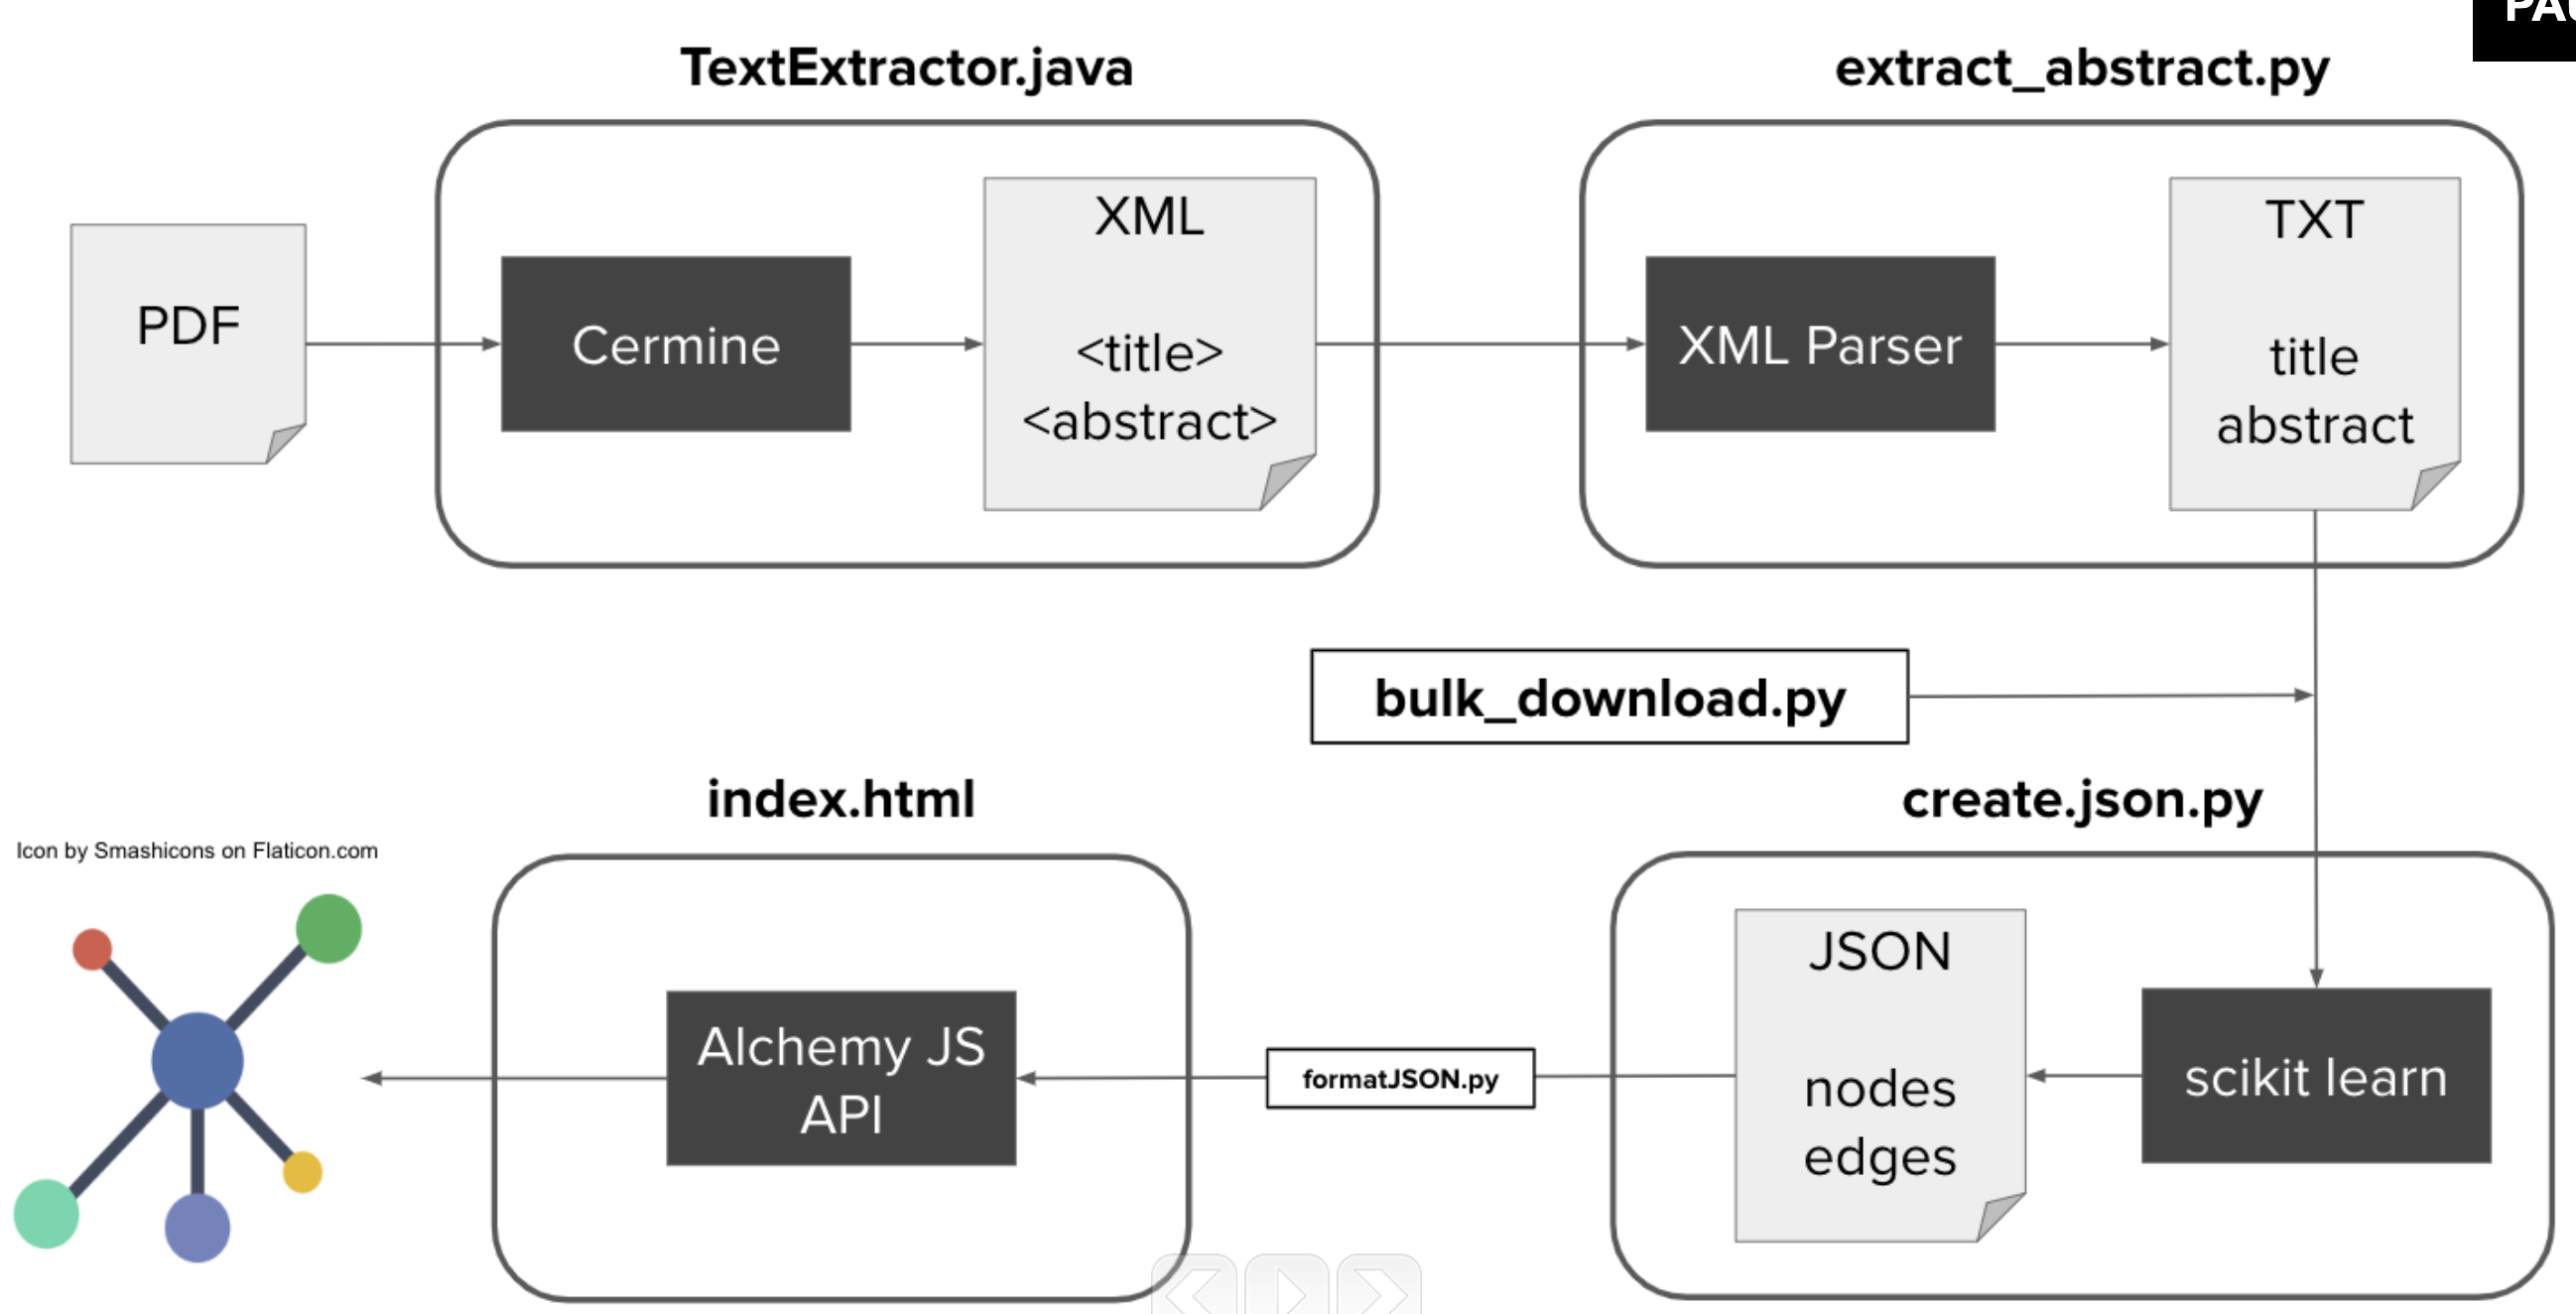 TextExtractor.java
extract_abstract.py
PDF
Cermine
XML
<title>
<abstract>
XML Parser
TXT
title
abstract
bulk_download.py
index.html
create.json.py
Icon by Smashicons on Flaticon.com
Alchemy JS
API
formatJSON.py
JSON
nodes
edges
scikit learn